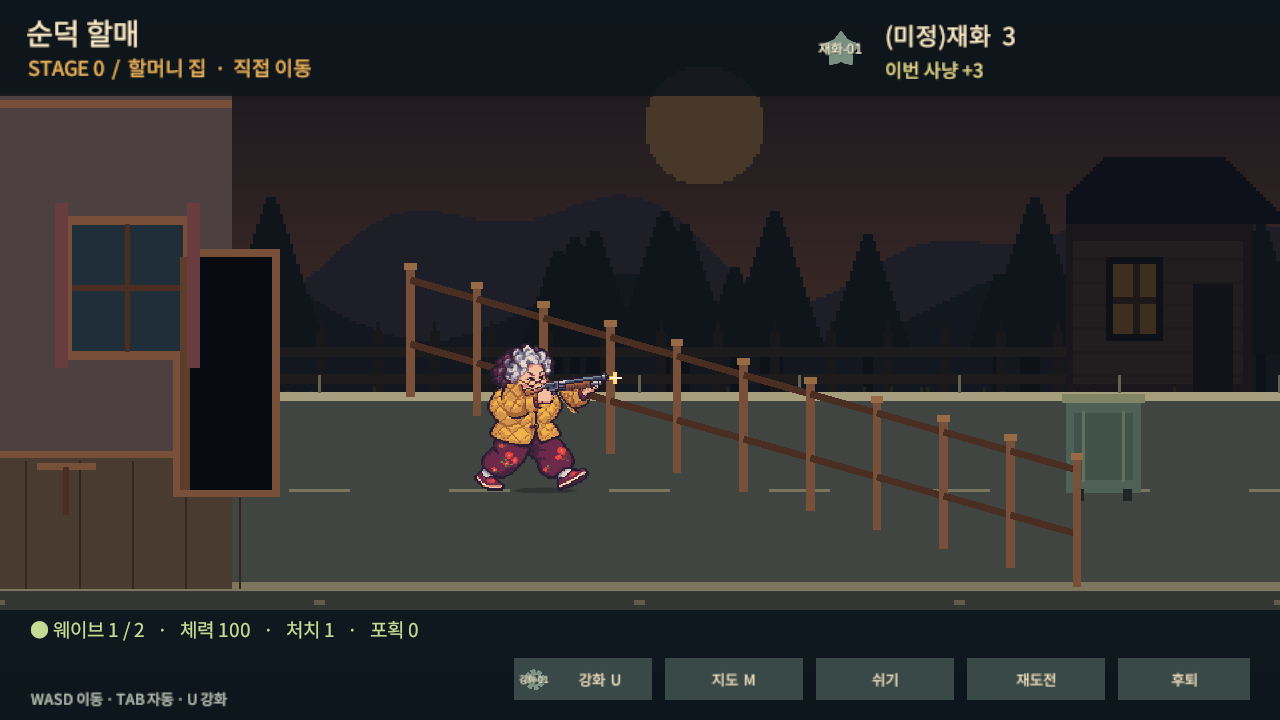 순덕 할매
STAGE 0 / 할머니 집 · 직접 이동
재화-01
(미정)재화 3
이번 사냥 +3
웨이브 1 / 2 · 체력 100 · 처치 1 · 포획 0
강화-01
강화 U
지도 M
쉬기
재도전
후퇴
WASD 이동 · TAB 자동 · U 강화